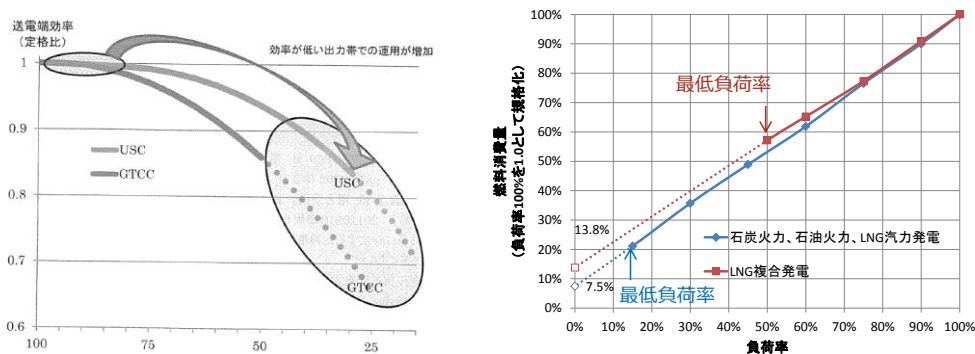 送電端効率
(定格比)
効率が低い出力帯での運用が増加
1
0.9
0.8
0.7
0.6
USC
GTCC
USC
GTCC
100
75
50
25
燃料消費量
(負荷率100%を1.0として規格化)
100%
90%
80%
70%
60%
50%
40%
30%
20%
10%
0%
最低負荷率
13.8%
7.5%
最低負荷率
石炭火力、石油火力、LNG汽力発電
LNG複合発電
0%
10%
20%
30%
40%
50%
60%
70%
80%
90%
100%
負荷率